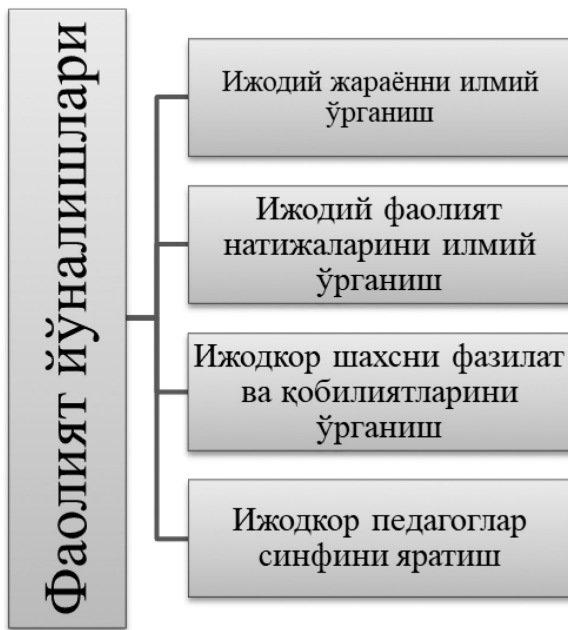 Фаолият йўналишлари
Ижодий жараённи илмий
ўрганиш
Ижодий фаолият
натижаларини илмий
ўрганиш
Ижодкор шахсни фазилат
ва қобилиятларини
ўрганиш
Ижодкор педагоглар
синфини яратиш